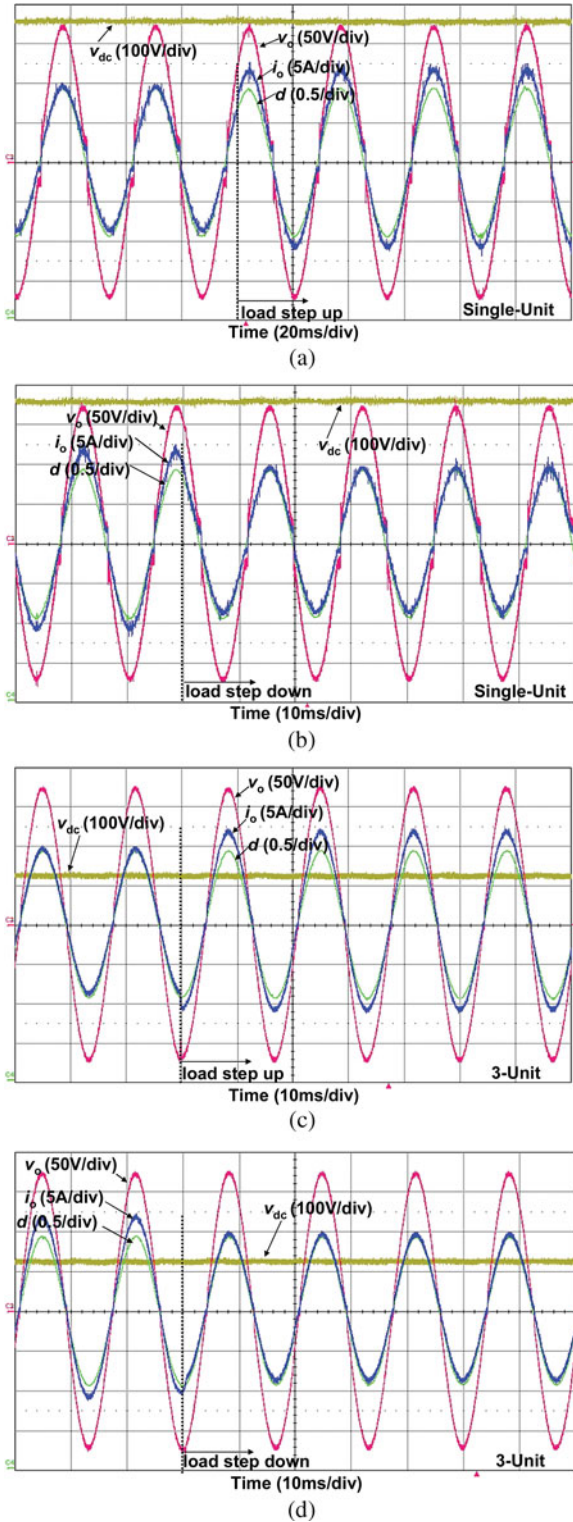 v_dc (100V/div)
v_o (50V/div)
i_o (5A/div)
d (0.5/div)
load step up
Single-Unit
Time (20ms/div)
(a)
v_o (50V/div)
i_o (5A/div)
d (0.5/div)
v_dc (100V/div)
load step down
Single-Unit
Time (10ms/div)
(b)
v_o (50V/div)
v_dc (100V/div)
i_o (5A/div)
d (0.5/div)
load step up
3-Unit
Time (10ms/div)
(c)
v_o (50V/div)
i_o (5A/div)
d (0.5/div)
v_dc (100V/div)
load step down
3-Unit
Time (10ms/div)
(d)